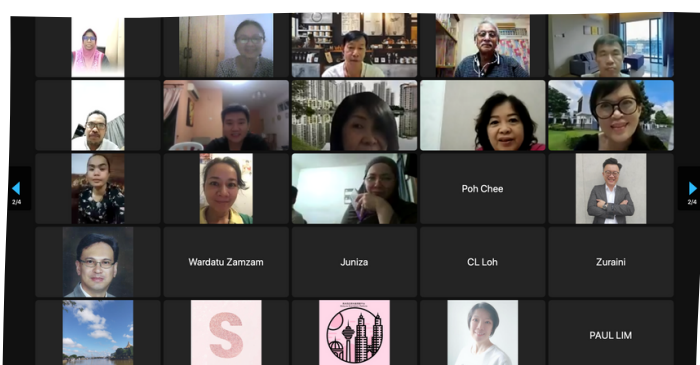 2/4
2/4
Poh Chee
Wardatu Zamzam
Juniza
CL Loh
Zuraini
S
PAUL LIM